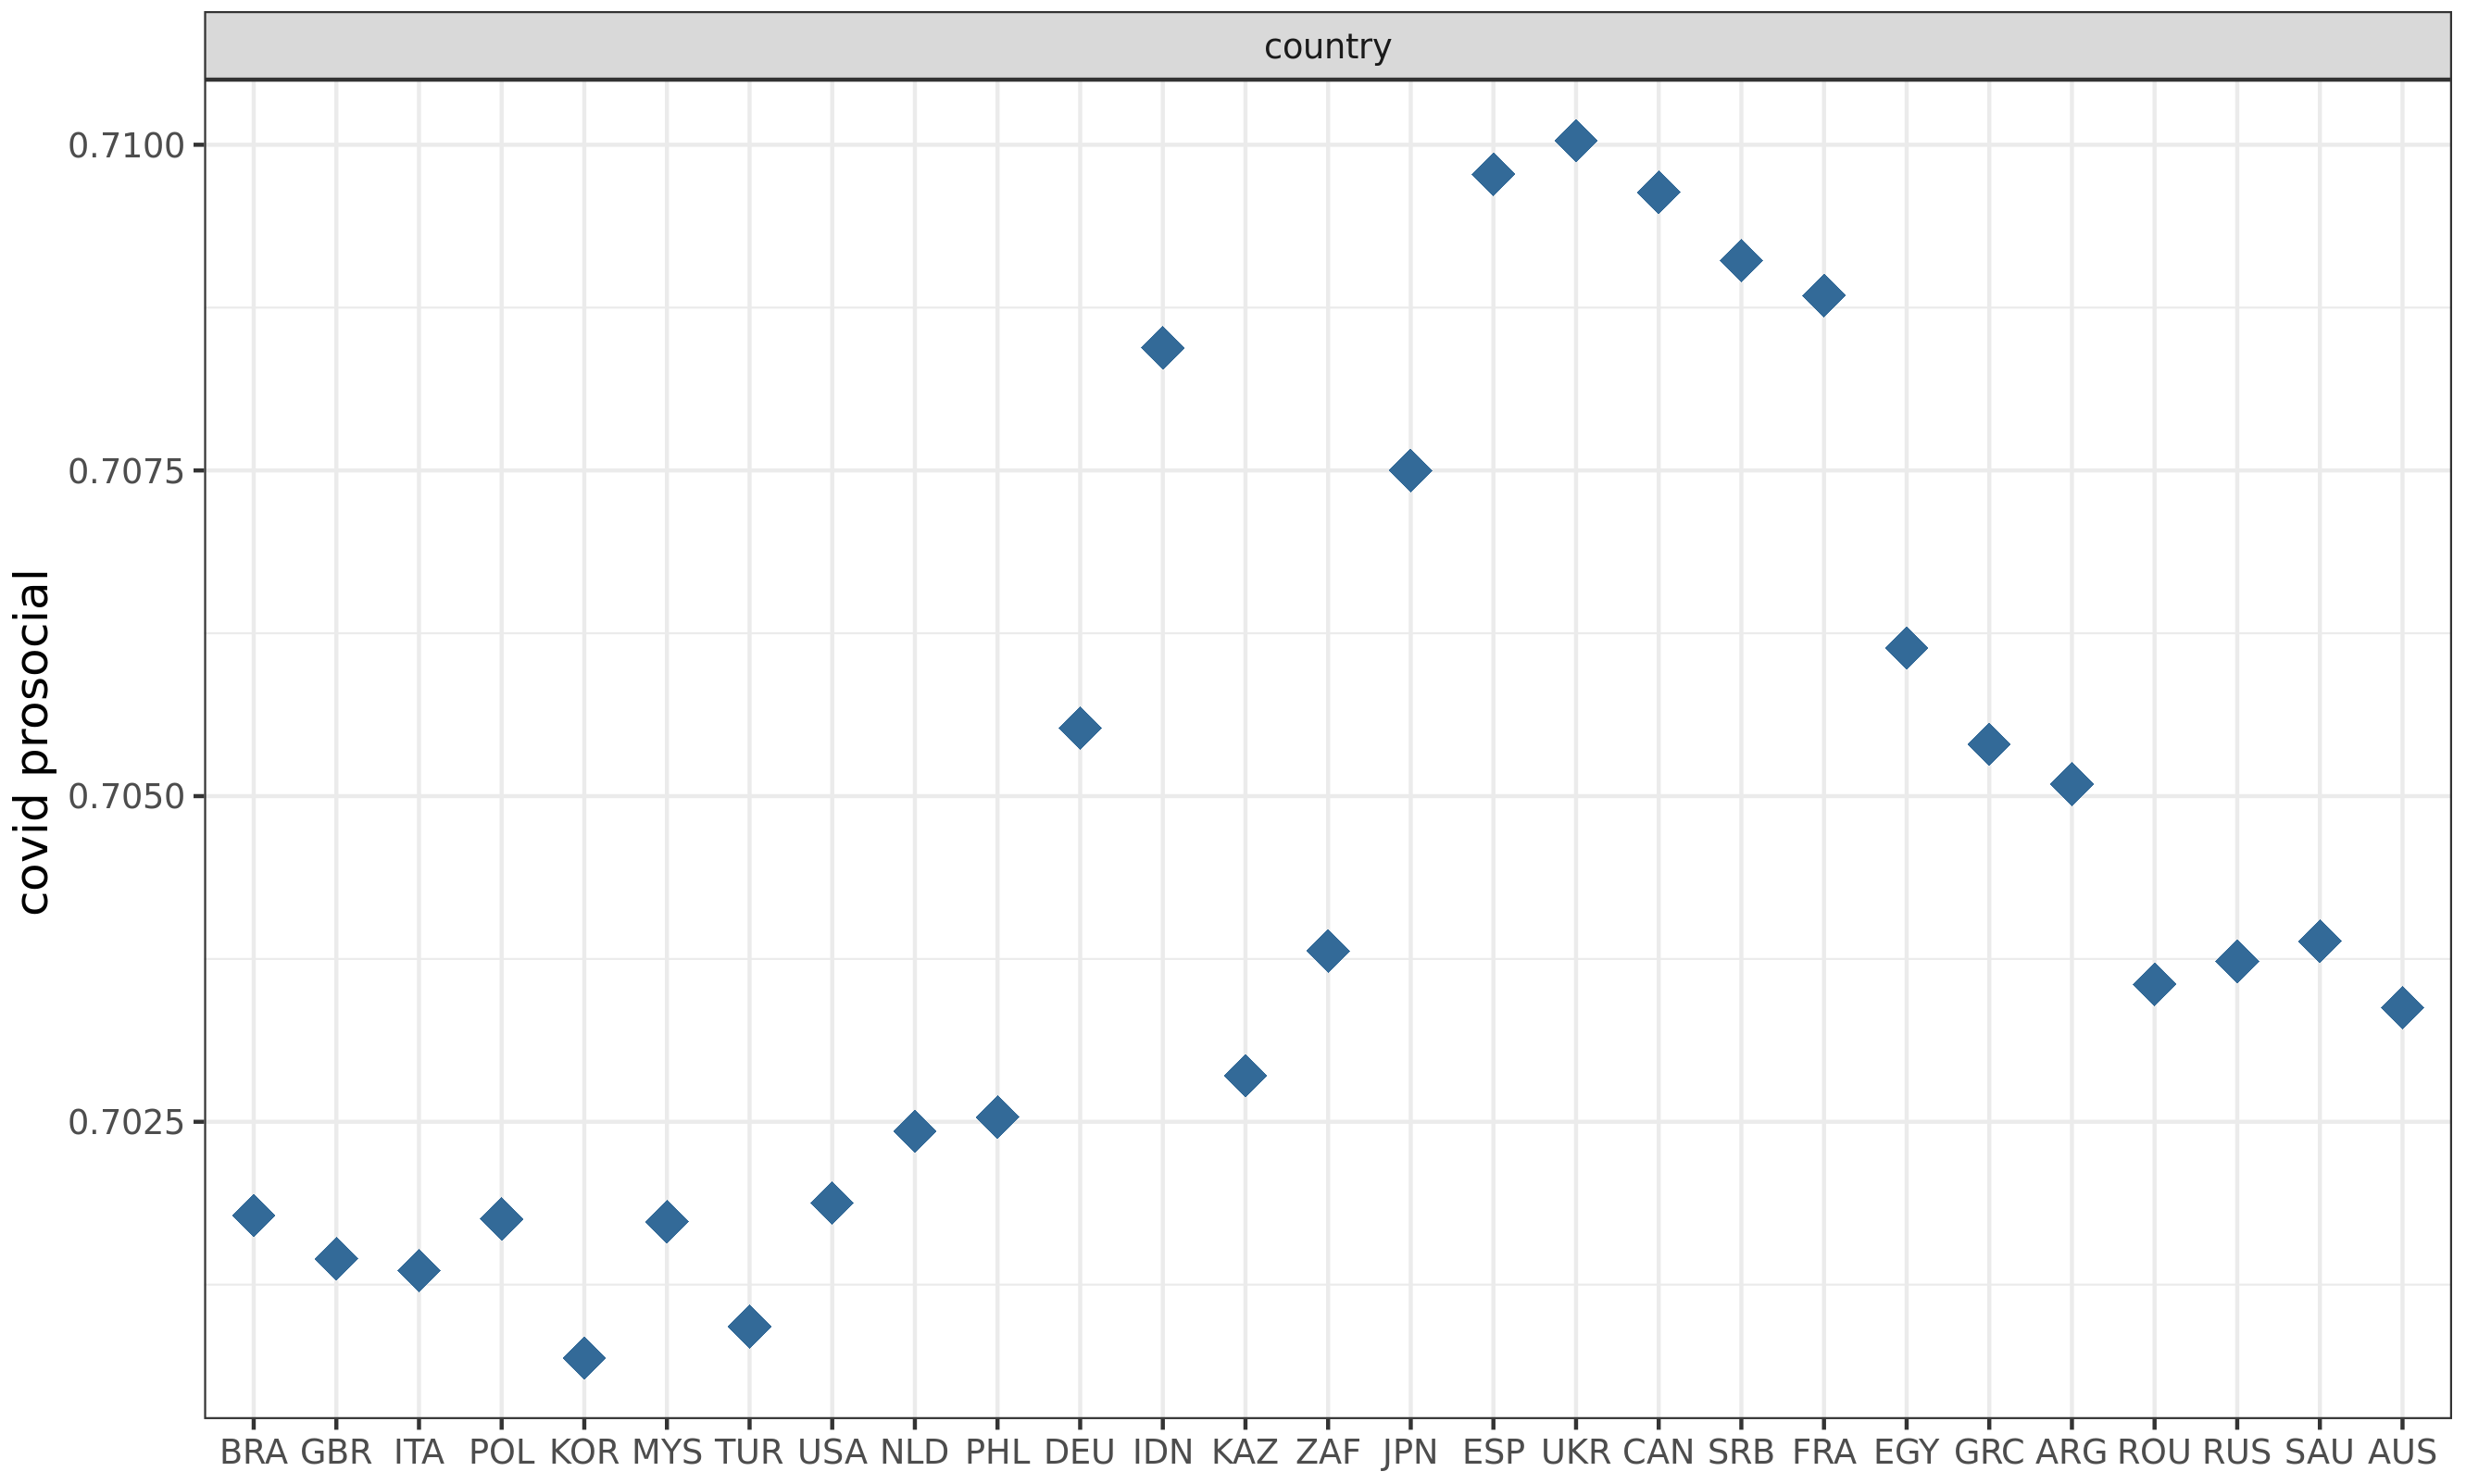 country
0.7100
0.7075
0.7050
0.7025
covid prosocial
BRA GBR ITA POL KOR MYS TUR USA NLD PHL DEU IDN KAZ ZAF JPN ESP UKR CAN SRB FRA EGY GRC ARG ROU RUS SAU AUS